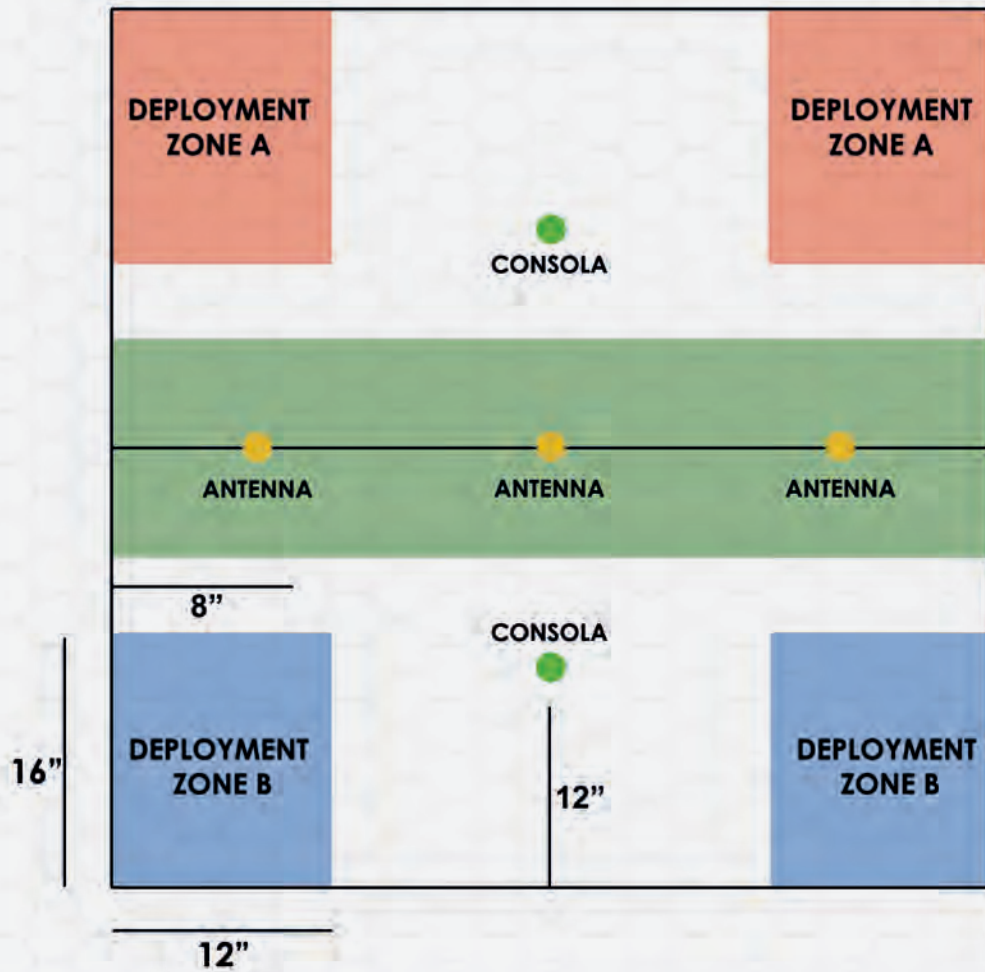 DEPLOYMENT
ZONE A
DEPLOYMENT
ZONE A
CONSOLA
ANTENNA
ANTENNA
ANTENNA
8”
CONSOLA
16”
DEPLOYMENT
ZONE B
12”
DEPLOYMENT
ZONE B
12”